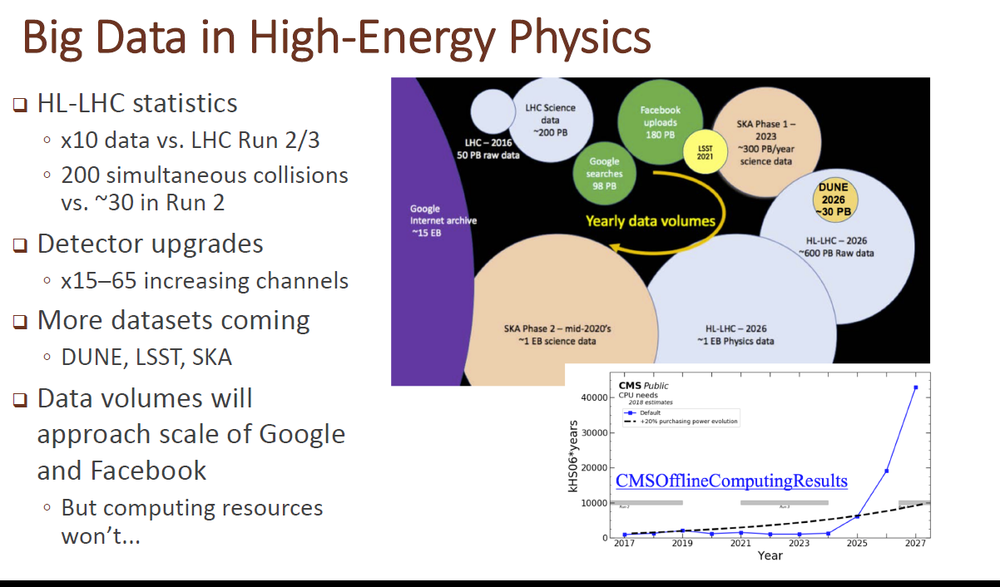 Big Data in High-Energy Physics
HL-LHC statistics
x10 data vs. LHC Run 2/3
200 simultaneous collisions
vs. ~30 in Run 2
Detector upgrades
x15–65 increasing channels
More datasets coming
DUNE, LSST, SKA
Data volumes will
approach scale of Google
and Facebook
But computing resources
won't...
LHC – 2016
50 PB raw data
LHC Science
data
~200 PB
Facebook
uploads
180 PB
Google
searches
98 PB
LSST
2021
SKA Phase 1 –
2023
~300 PB/year
science data
DUNE
2026
~30 PB
HL-LHC – 2026
~600 PB Raw data
Google
Internet archive
~15 EB
Yearly data volumes
SKA Phase 2 – mid-2020's
~1 EB science data
HL-LHC – 2026
~1 EB Physics data
CMS Public
CPU needs
2018 estimates
Default
+20% purchasing power evolution
kHS06*years
40000
30000
20000
10000
0
CMSOfflineComputingResults
Run 2
Run 3
2017
2019
2021
2023
2025
2027
Year